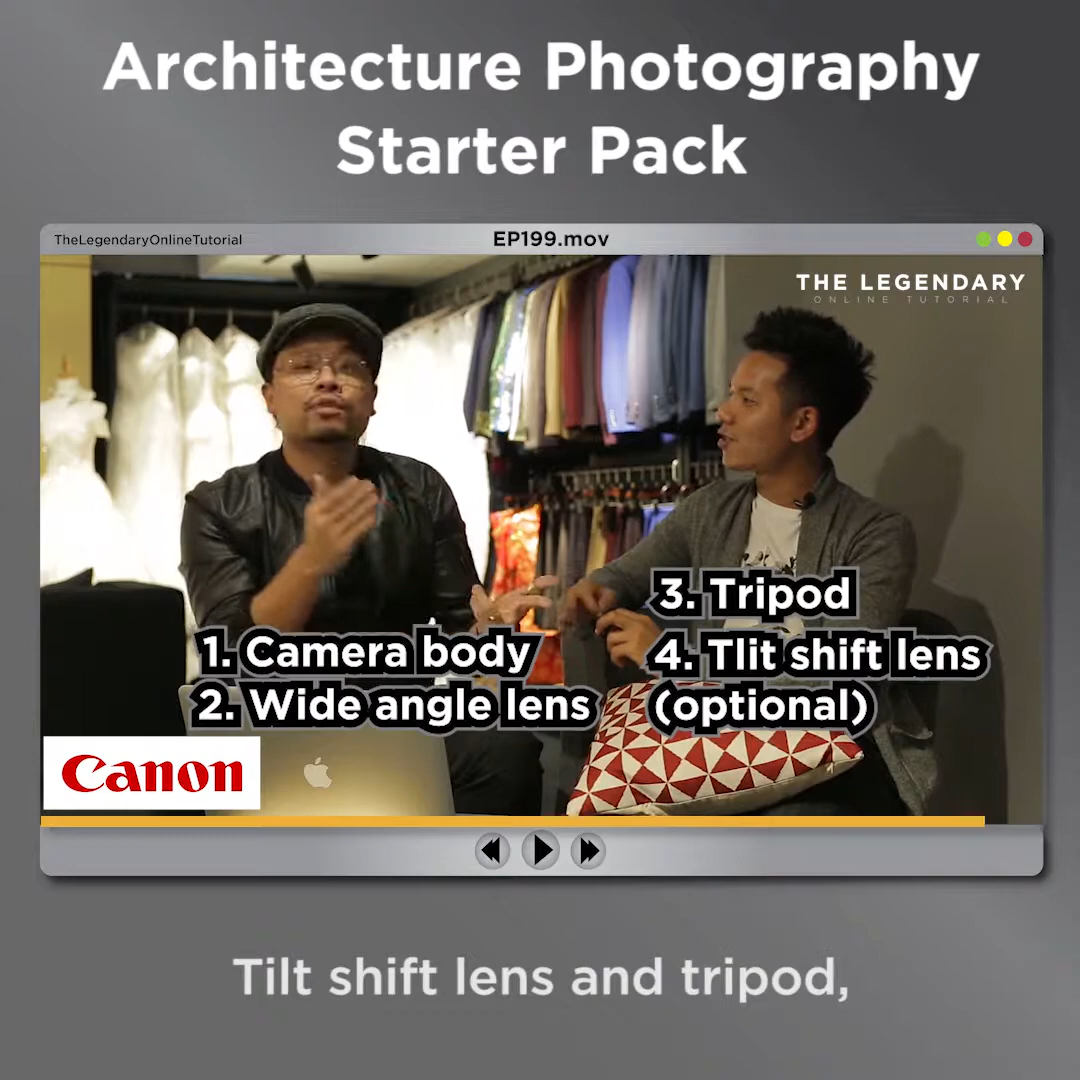 Architecture Photography
Starter Pack
TheLegendaryOnlineTutorial
EP199.mov
THE LEGENDARY
ONLINE TUTORIAL
1. Camera body
2. Wide angle lens
3. Tripod
4. Tlit shift lens
(optional)
Canon
Tilt shift lens and tripod,